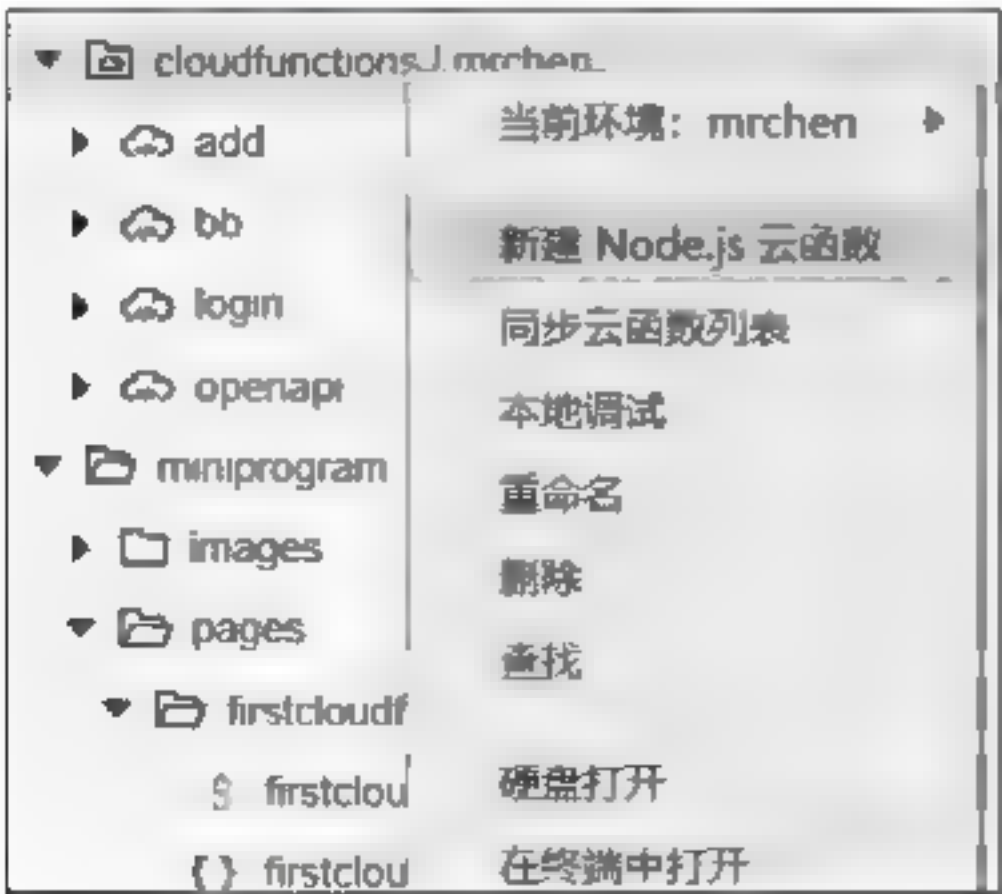 cloudfunctions | mrchen
add
bb
login
openapi
miniprogram
images
pages
firstcloudf
firstclou
{ } firstclou
当前环境：mrchen
新建 Node.js 云函数
同步云函数列表
本地调试
重命名
删除
查找
硬盘打开
在终端中打开